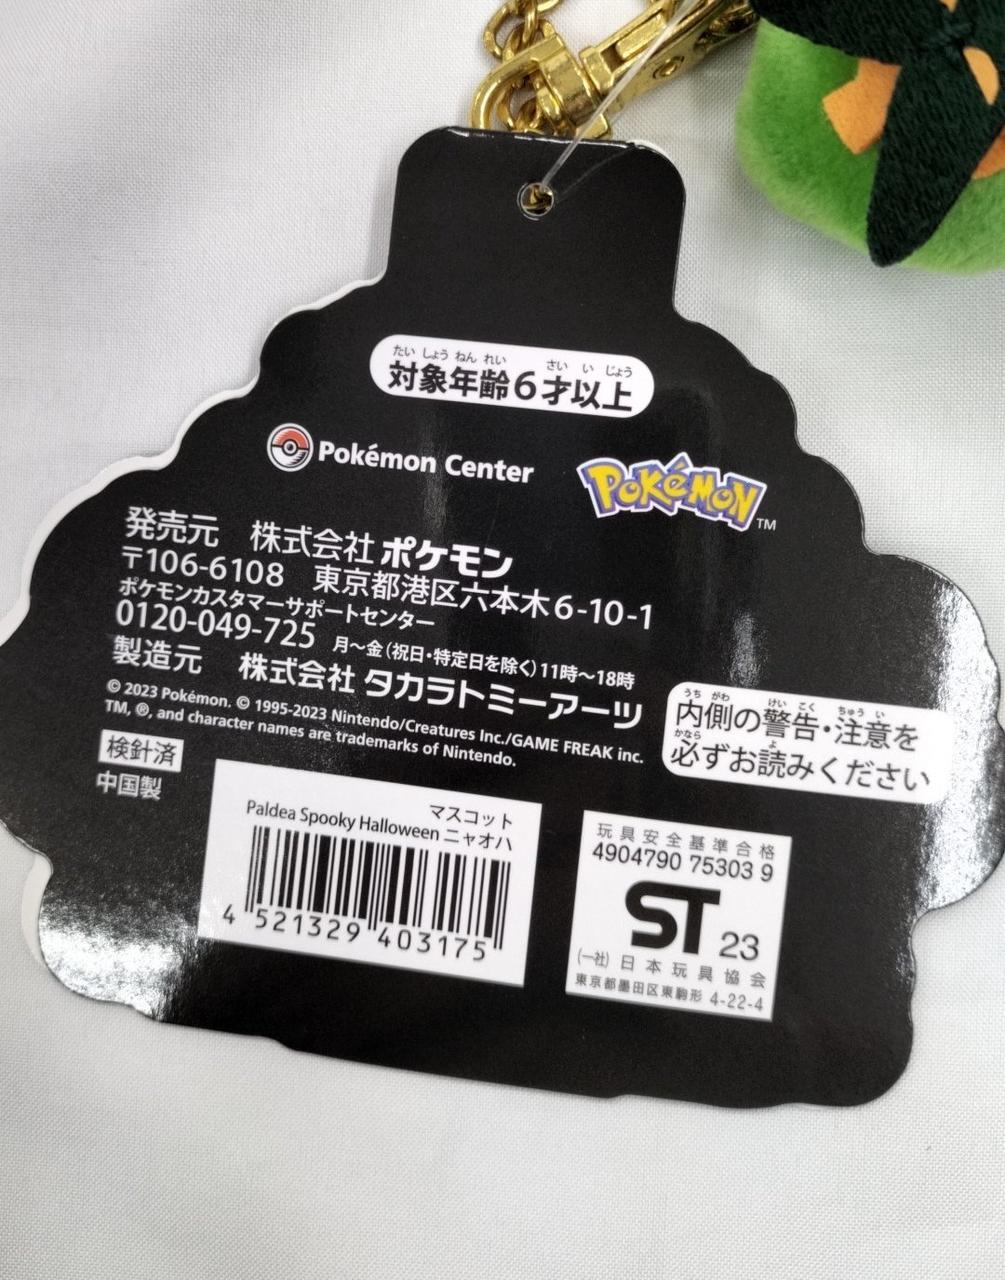 たいしょうねんれい さいいじょう
対象年齢6才以上
Pokémon Center
POKéMON TM
発売元 株式会社ポケモン
〒106-6108 東京都港区六本木6-10-1
ポケモンカスタマーサポートセンター
0120-049-725 月～金(祝日・特定日を除く)11時～18時
製造元 株式会社タカラトミーアーツ
© 2023 Pokémon. © 1995-2023 Nintendo/Creatures Inc./GAME FREAK inc.
TM, ®, and character names are trademarks of Nintendo.
うちがわ けいこく ちゅうい
内側の警告・注意を
かなら よ
必ずお読みください
検針済
中国製
マスコット
Paldea Spooky Halloween ニャオハ
4 521329 403175
玩具安全基準合格
4904790 75303 9
ST 23
(一社)日本玩具協会
東京都墨田区東駒形 4-22-4